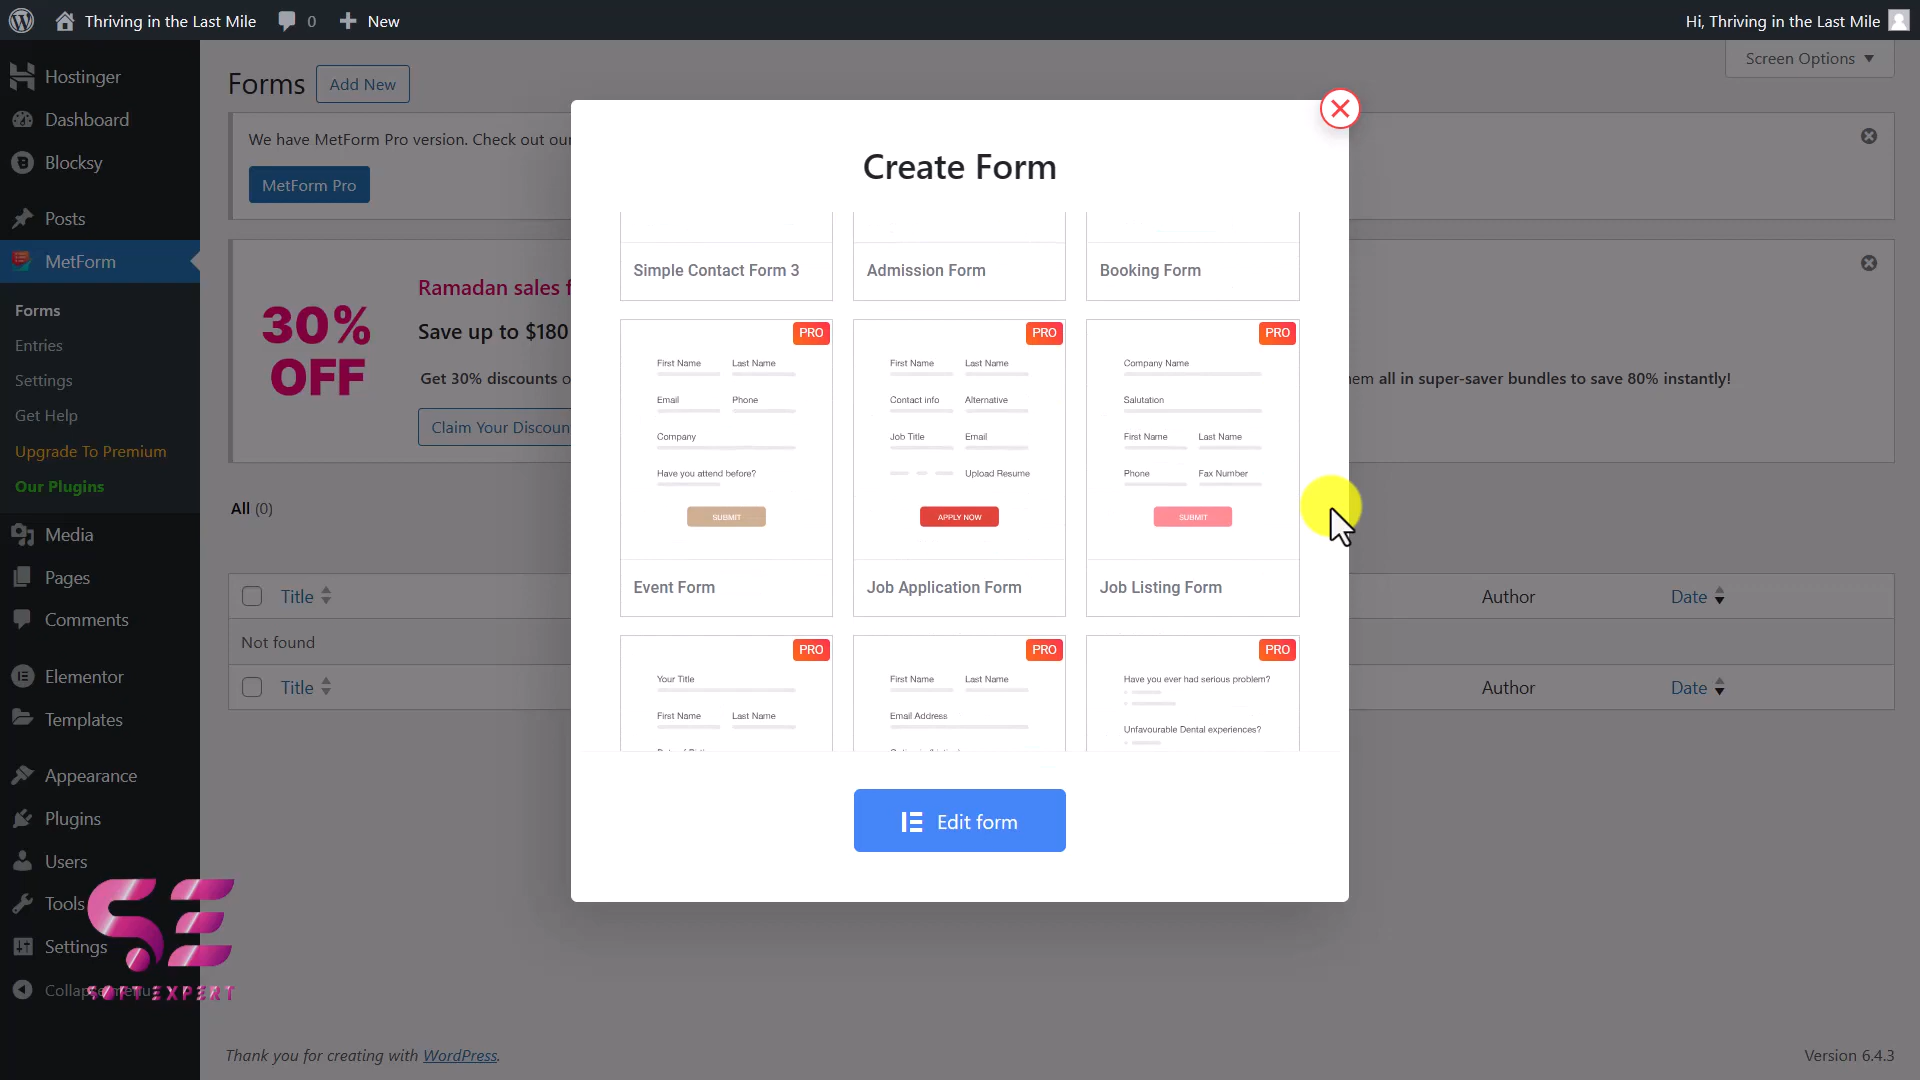 Thriving in the Last Mile
0
New
Hi, Thriving in the Last Mile
Hostinger
Dashboard
Blocksy
Posts
MetForm
Forms
Entries
Settings
Get Help
Upgrade To Premium
Our Plugins
Media
Pages
Comments
Elementor
Templates
Appearance
Plugins
Users
Tools
Settings
SOFT EXPERT
Forms
Add New
Screen Options
We have MetForm Pro version. Check out ou
MetForm Pro
30%
OFF
Ramadan sales f
Save up to $180
Get 30% discounts o
em all in super-saver bundles to save 80% instantly!
Claim Your Discoun
All (0)
Title
Author
Date
Not found
Title
Author
Date
Create Form
Simple Contact Form 3
Admission Form
Booking Form
PRO
First Name Last Name
Email Phone
Company
Have you attend before?
SUBMIT
Event Form
PRO
First Name Last Name
Contact info Alternative
Job Title Email
Upload Resume
APPLY NOW
Job Application Form
PRO
Company Name
Salutation
First Name Last Name
Phone Fax Number
SUBMIT
Job Listing Form
PRO
Your Title
First Name Last Name
PRO
First Name Last Name
Email Address
PRO
Have you ever had serious problem?
Unfavourable Dental experiences?
Edit form
Thank you for creating with WordPress.
Version 6.4.3